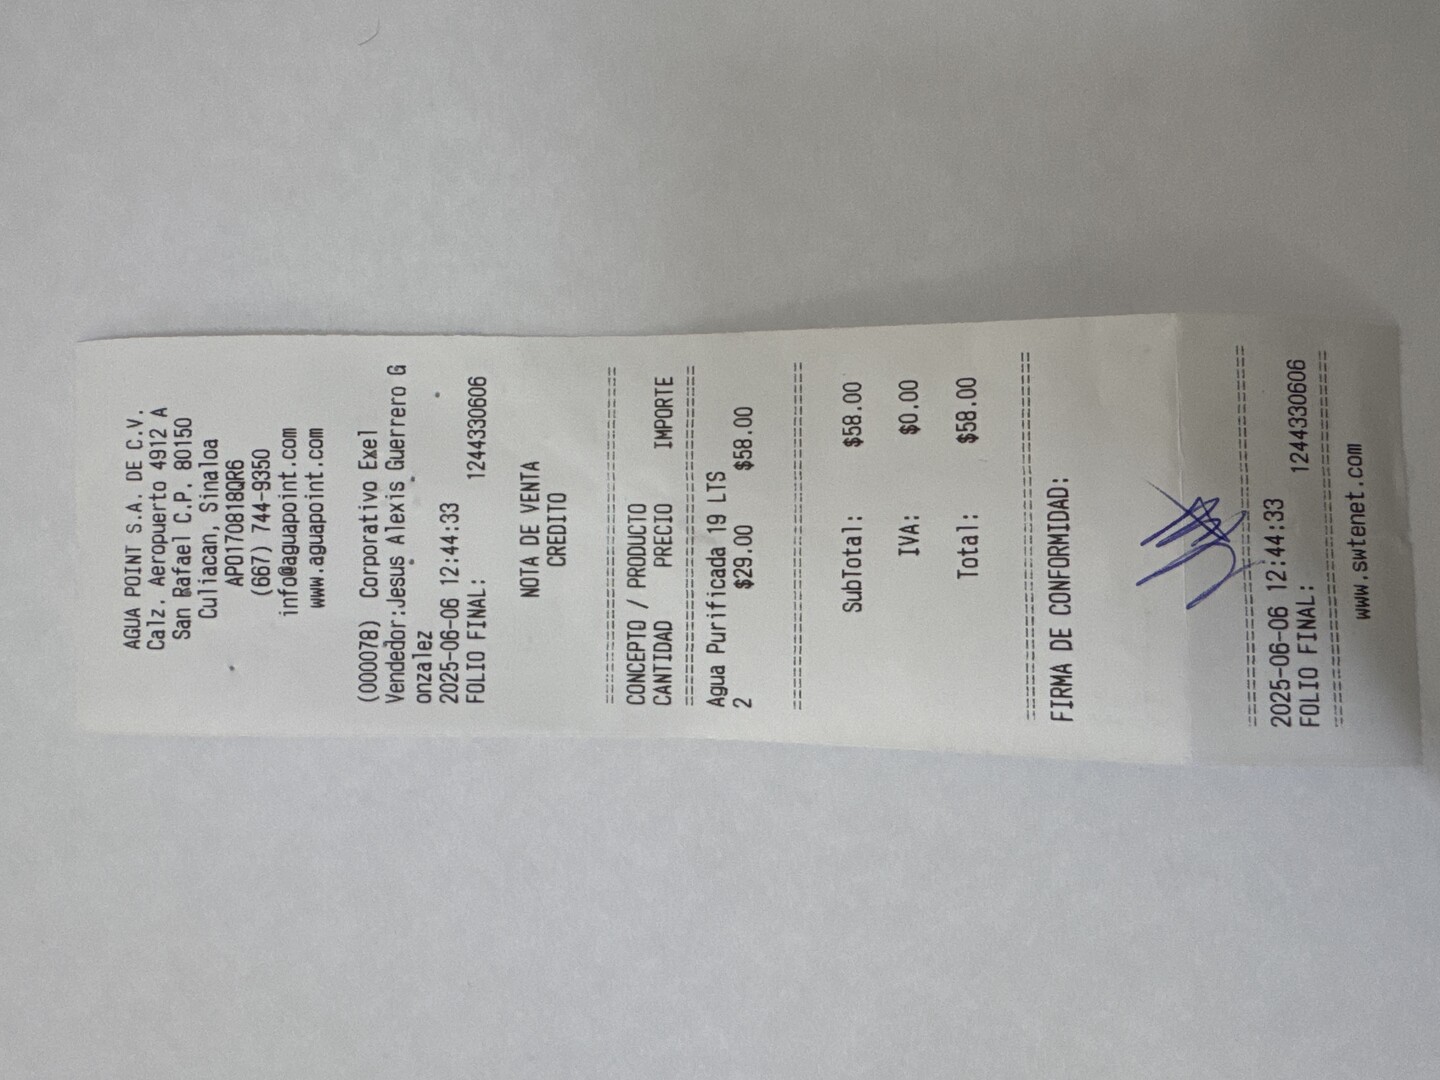 AGUA POINT S.A. DE C.V.
Calz. Aeropuerto 4912 A
San Rafael C.P. 80150
Culiacan, Sinaloa
APO170818QR6
(667) 744-9350
info@aguapoint.com
www.aguapoint.com
(000078) Corporativo Exel
Vendedor:Jesus Alexis Guerrero G
onzalez
2025-06-06 12:44:33
FOLIO FINAL: 1244330606
NOTA DE VENTA
CREDITO
================================
CONCEPTO / PRODUCTO
CANTIDAD PRECIO IMPORTE
================================
Agua Purificada 19 LTS
2 $29.00 $58.00
================================
SubTotal: $58.00
IVA: $0.00
Total: $58.00
================================
FIRMA DE CONFORMIDAD:
================================
2025-06-06 12:44:33
FOLIO FINAL: 1244330606
================================
www.swtenet.com